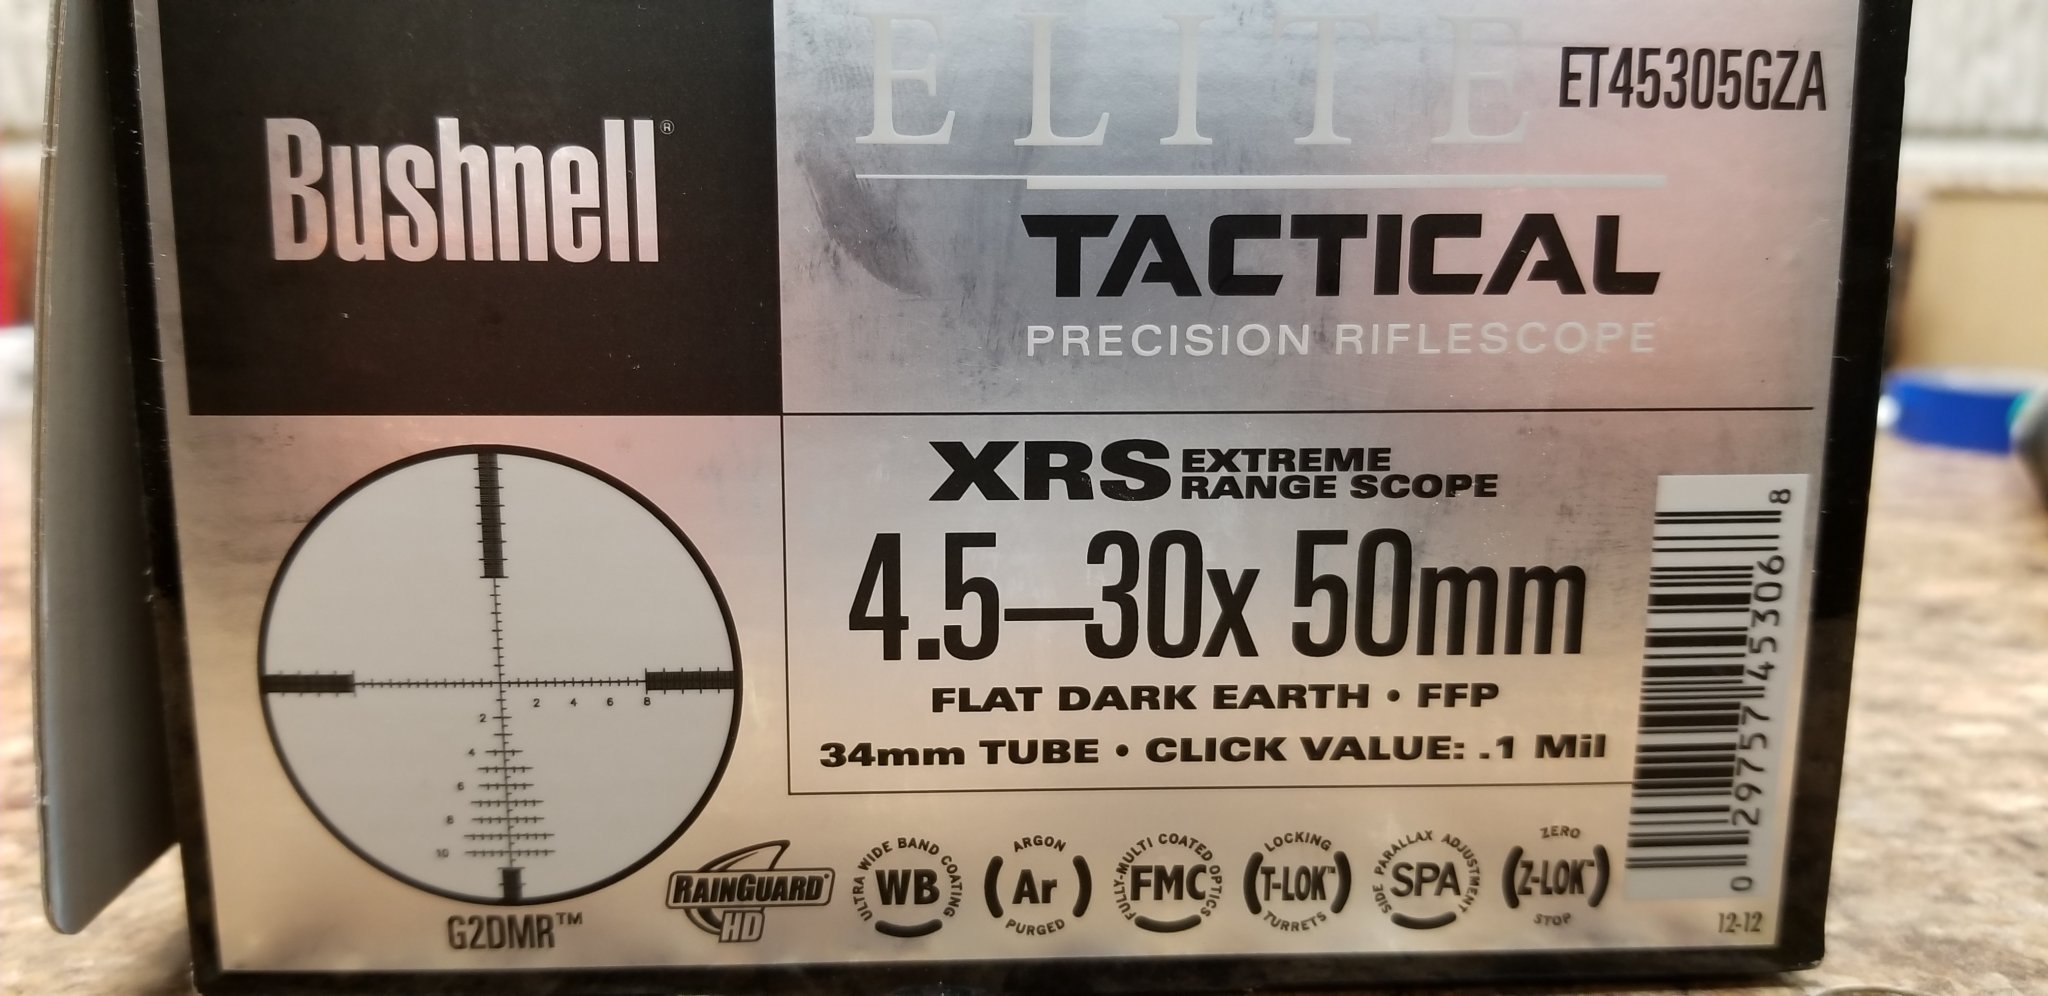 Bushnell®
ELITE
ET45305GZA
TACTICAL
PRECISION RIFLESCOPE
XRS EXTREME
RANGE SCOPE
4.5–30x 50mm
FLAT DARK EARTH • FFP
34mm TUBE • CLICK VALUE: .1 Mil
2 4 6 8
2
4
6
8
10
G2DMR™
RAINGUARD®
HD
ULTRA WIDE BAND COATING
WB
ARGON
(Ar)
PURGED
FULLY-MULTI COATED OPTICS
FMC
LOCKING
(T-LOK™)
TURRETS
SIDE PARALLAX ADJUSTMENT
SPA
ZERO
(Z-LOK™)
STOP
0 29757 45306 8
12-12